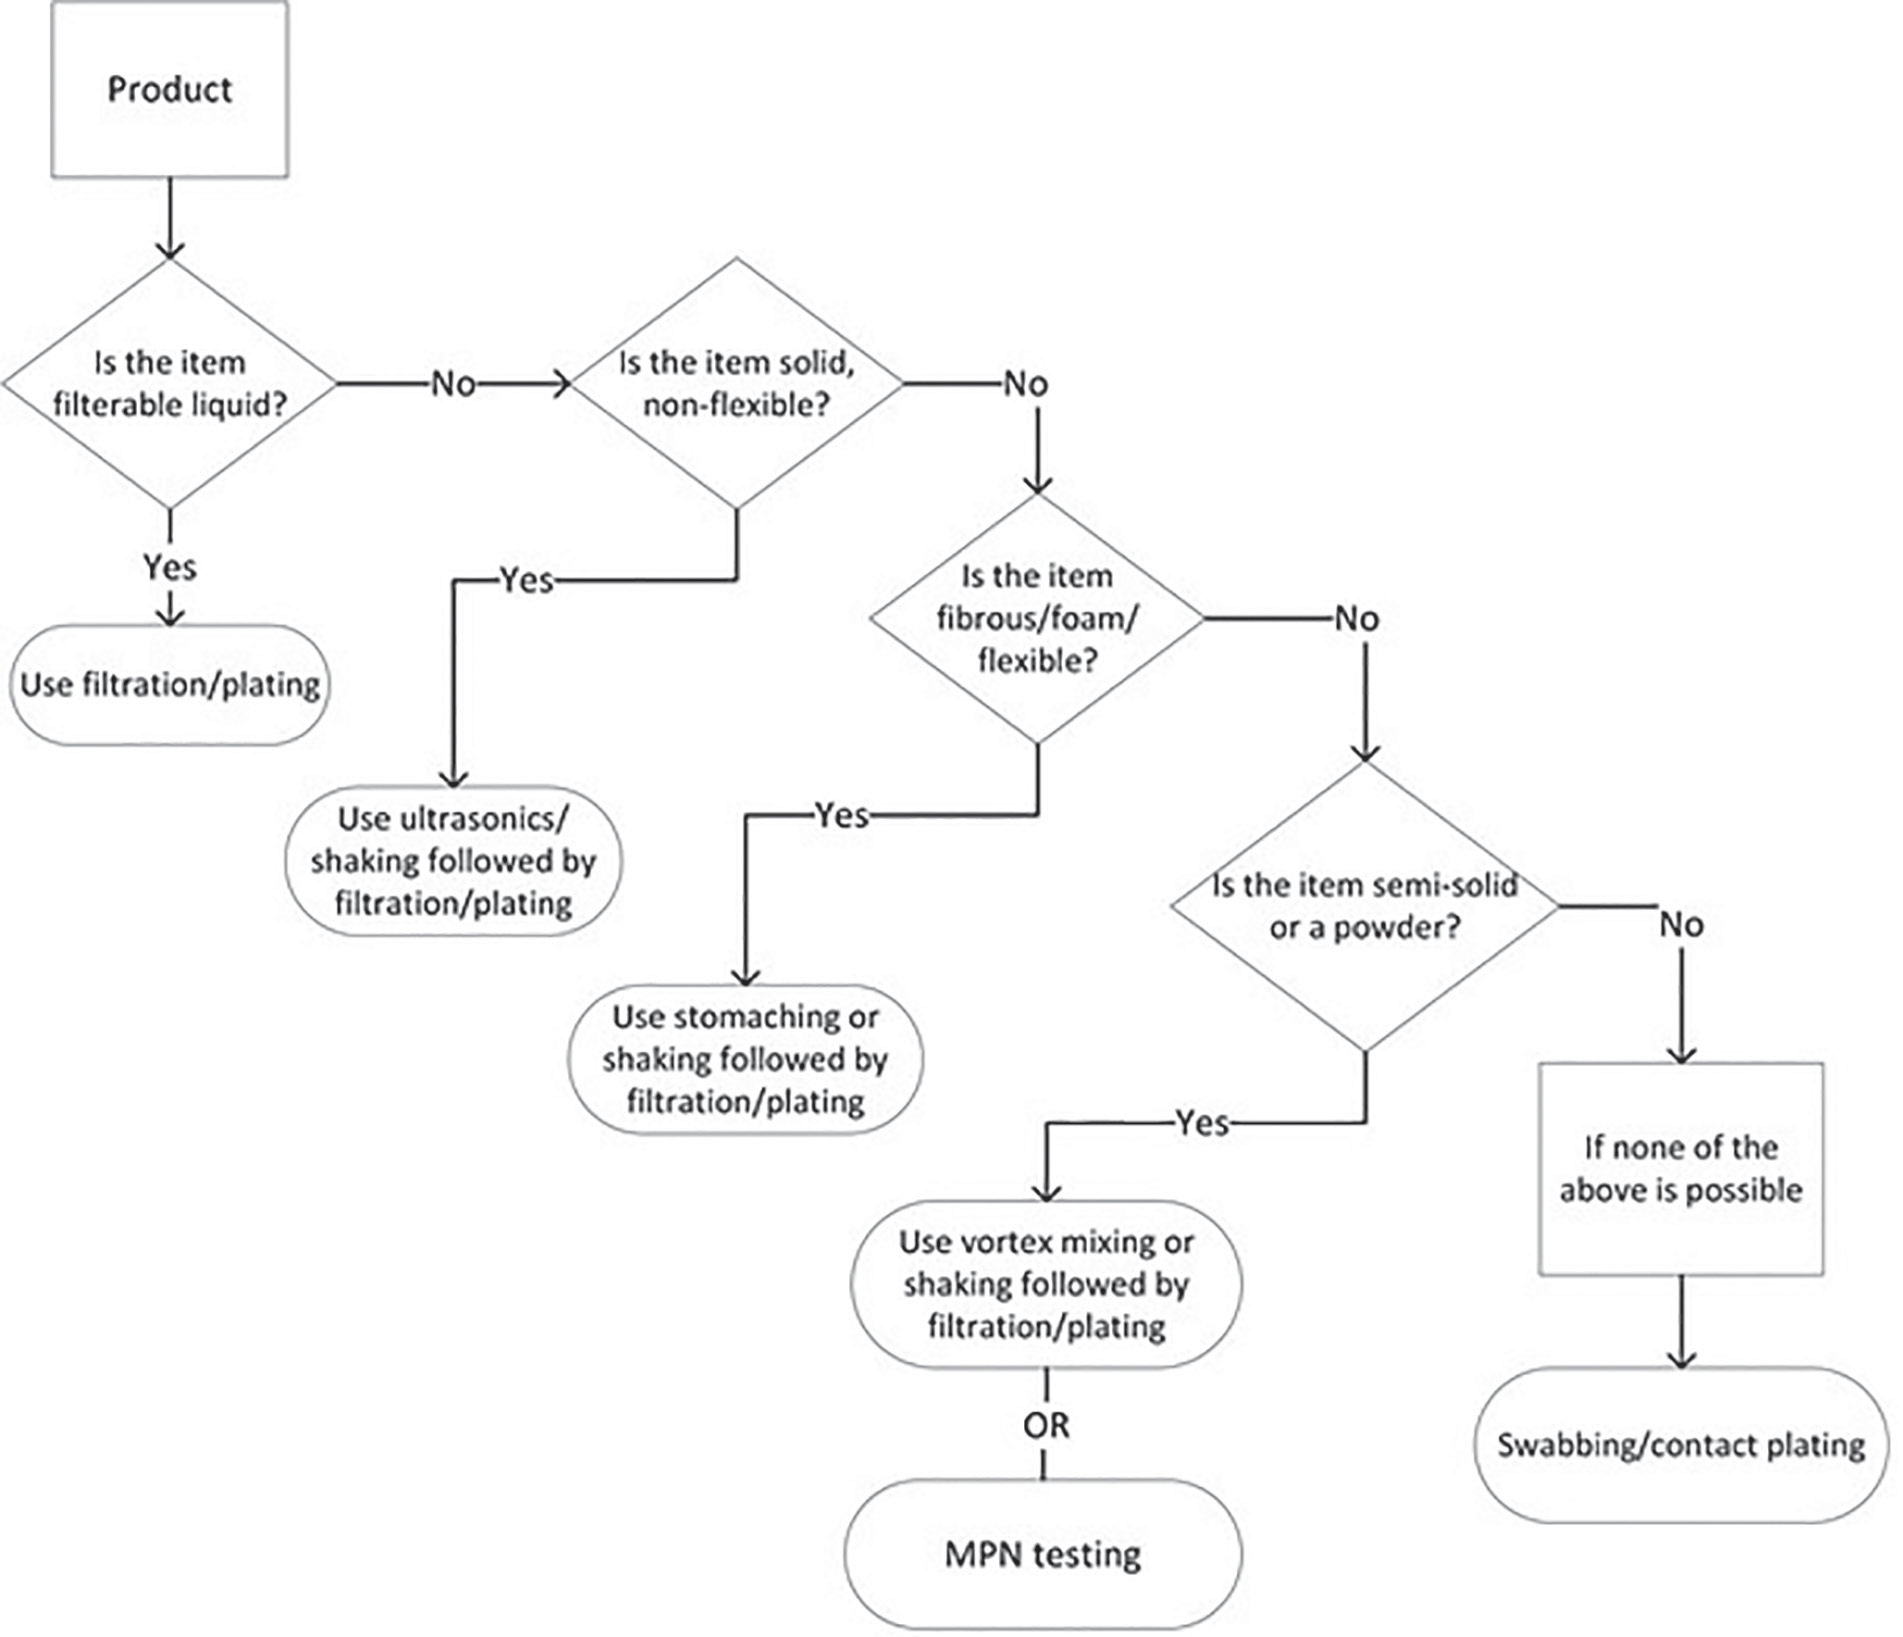 Product
Is the item
filterable liquid?
No
Is the item solid,
non-flexible?
No
Yes
Use filtration/plating
Yes
Is the item
fibrous/foam/
flexible?
No
Use ultrasonics/
shaking followed by
filtration/plating
Yes
Is the item semi-solid
or a powder?
No
Use stomaching or
shaking followed by
filtration/plating
Yes
If none of the
above is possible
Use vortex mixing or
shaking followed by
filtration/plating
OR
Swabbing/contact plating
MPN testing